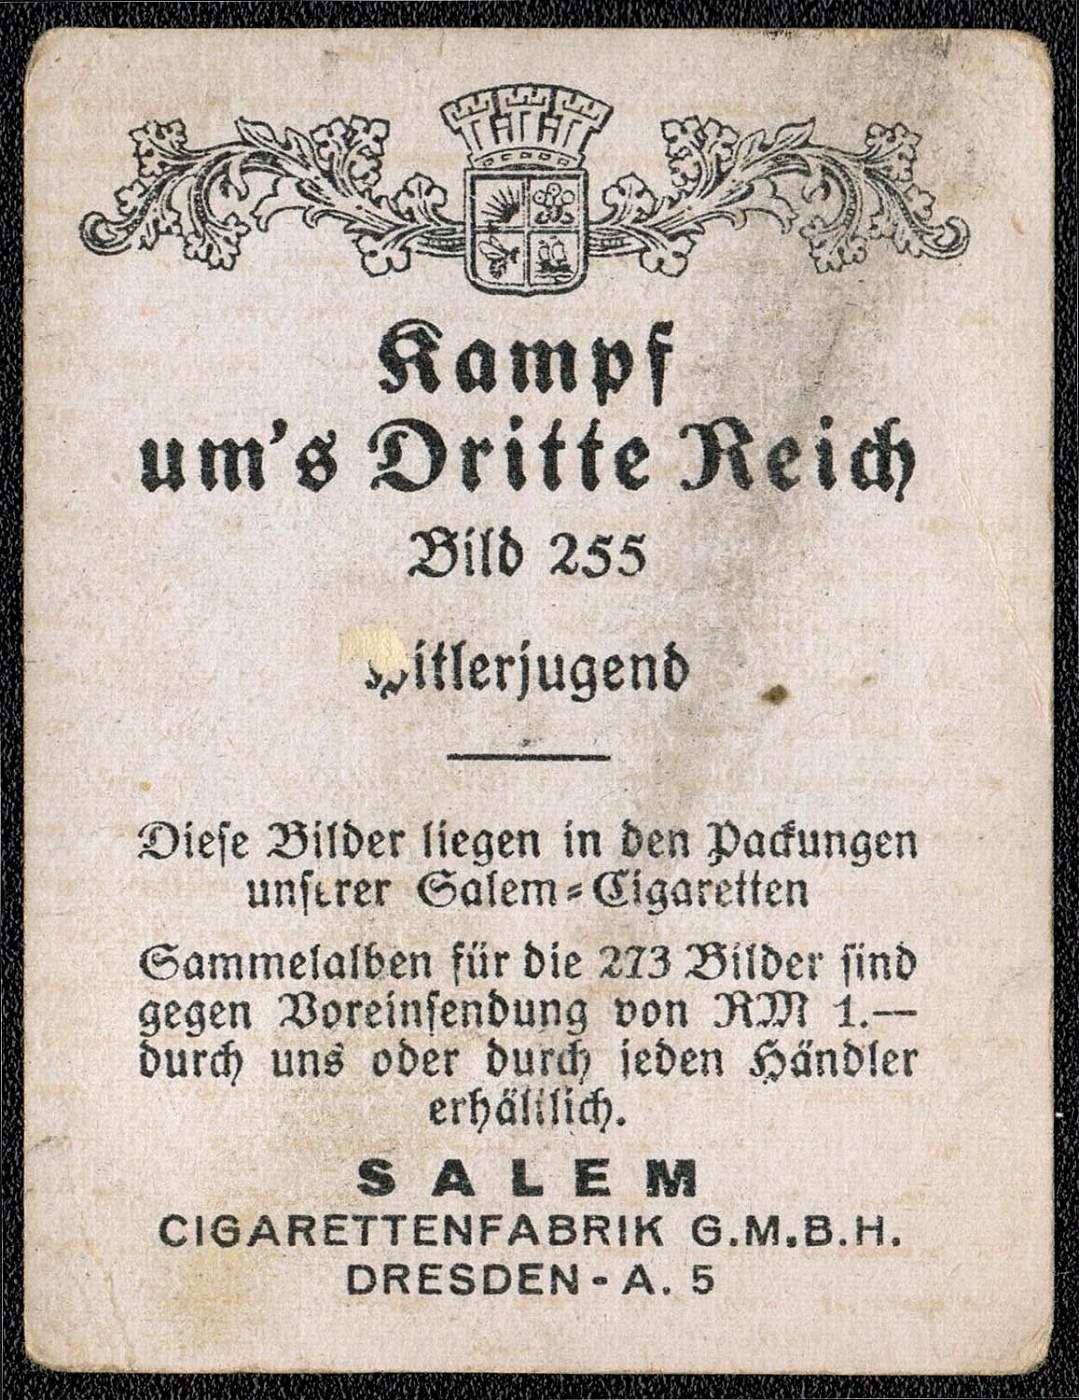 Kampf
um's Dritte Reich
Bild 255
Hitlerjugend
Diese Bilder liegen in den Packungen
unserer Salem-Cigaretten
Sammelalben für die 273 Bilder sind
gegen Voreinsendung von RM 1.—
durch uns oder durch jeden Händler
erhältlich.
SALEM
CIGARETTENFABRIK G.M.B.H.
DRESDEN-A. 5